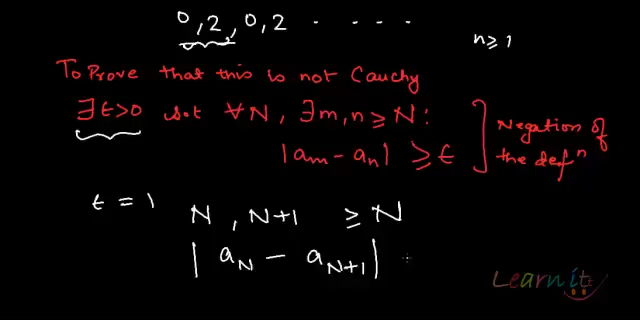 0, 2, 0, 2 - - - - -
n ≥ 1
To Prove that this is not Cauchy
∃ ϵ > 0 s.t ∀ N, ∃ m, n ≥ N :
|am - an| ≥ ϵ
Negation of
the defⁿ
ϵ = 1 N, N+1 ≥ N
| aN - aN+1 |
Learnit